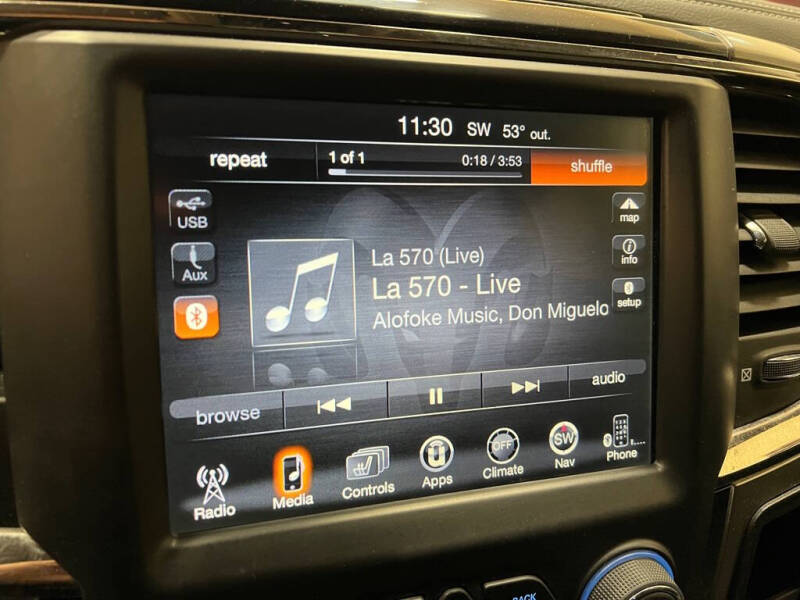 11:30 SW 53° out.
repeat
1 of 1 0:18 / 3:53
shuffle
USB
map
Aux
info
setup
La 570 (Live)
La 570 - Live
Alofoke Music, Don Miguelo
browse
audio
Radio
Media
Controls
Apps
OFF
Climate
SW
Nav
Phone
BACK